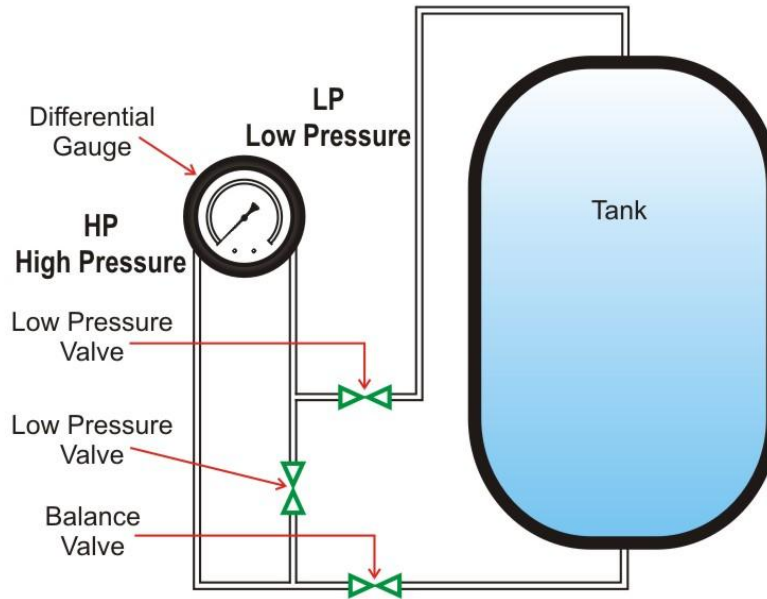 LP
Low Pressure
Differential
Gauge
HP
High Pressure
Tank
Low Pressure
Valve
Low Pressure
Valve
Balance
Valve